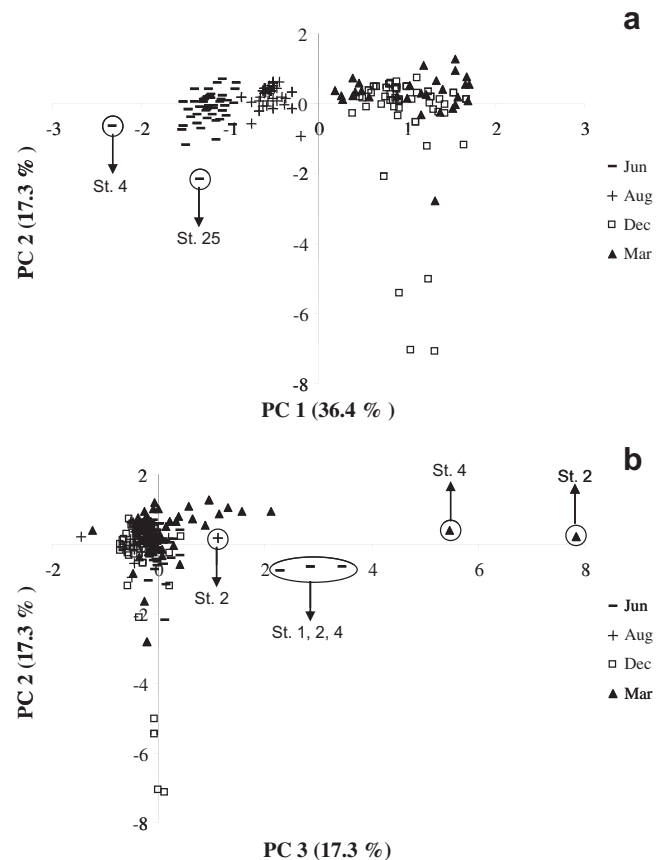 a
2
0
-3 -2 -1 0 1 2 3
-2
-4
-6
-8
St. 4
St. 25
PC 2 (17.3 %)
PC 1 (36.4 %)
Jun
Aug
Dec
Mar
b
2
St. 4
St. 2
-2 0 2 4 6 8
St. 2
St. 1, 2, 4
-2
-4
-6
-8
PC 2 (17.3 %)
PC 3 (17.3 %)
Jun
Aug
Dec
Mar